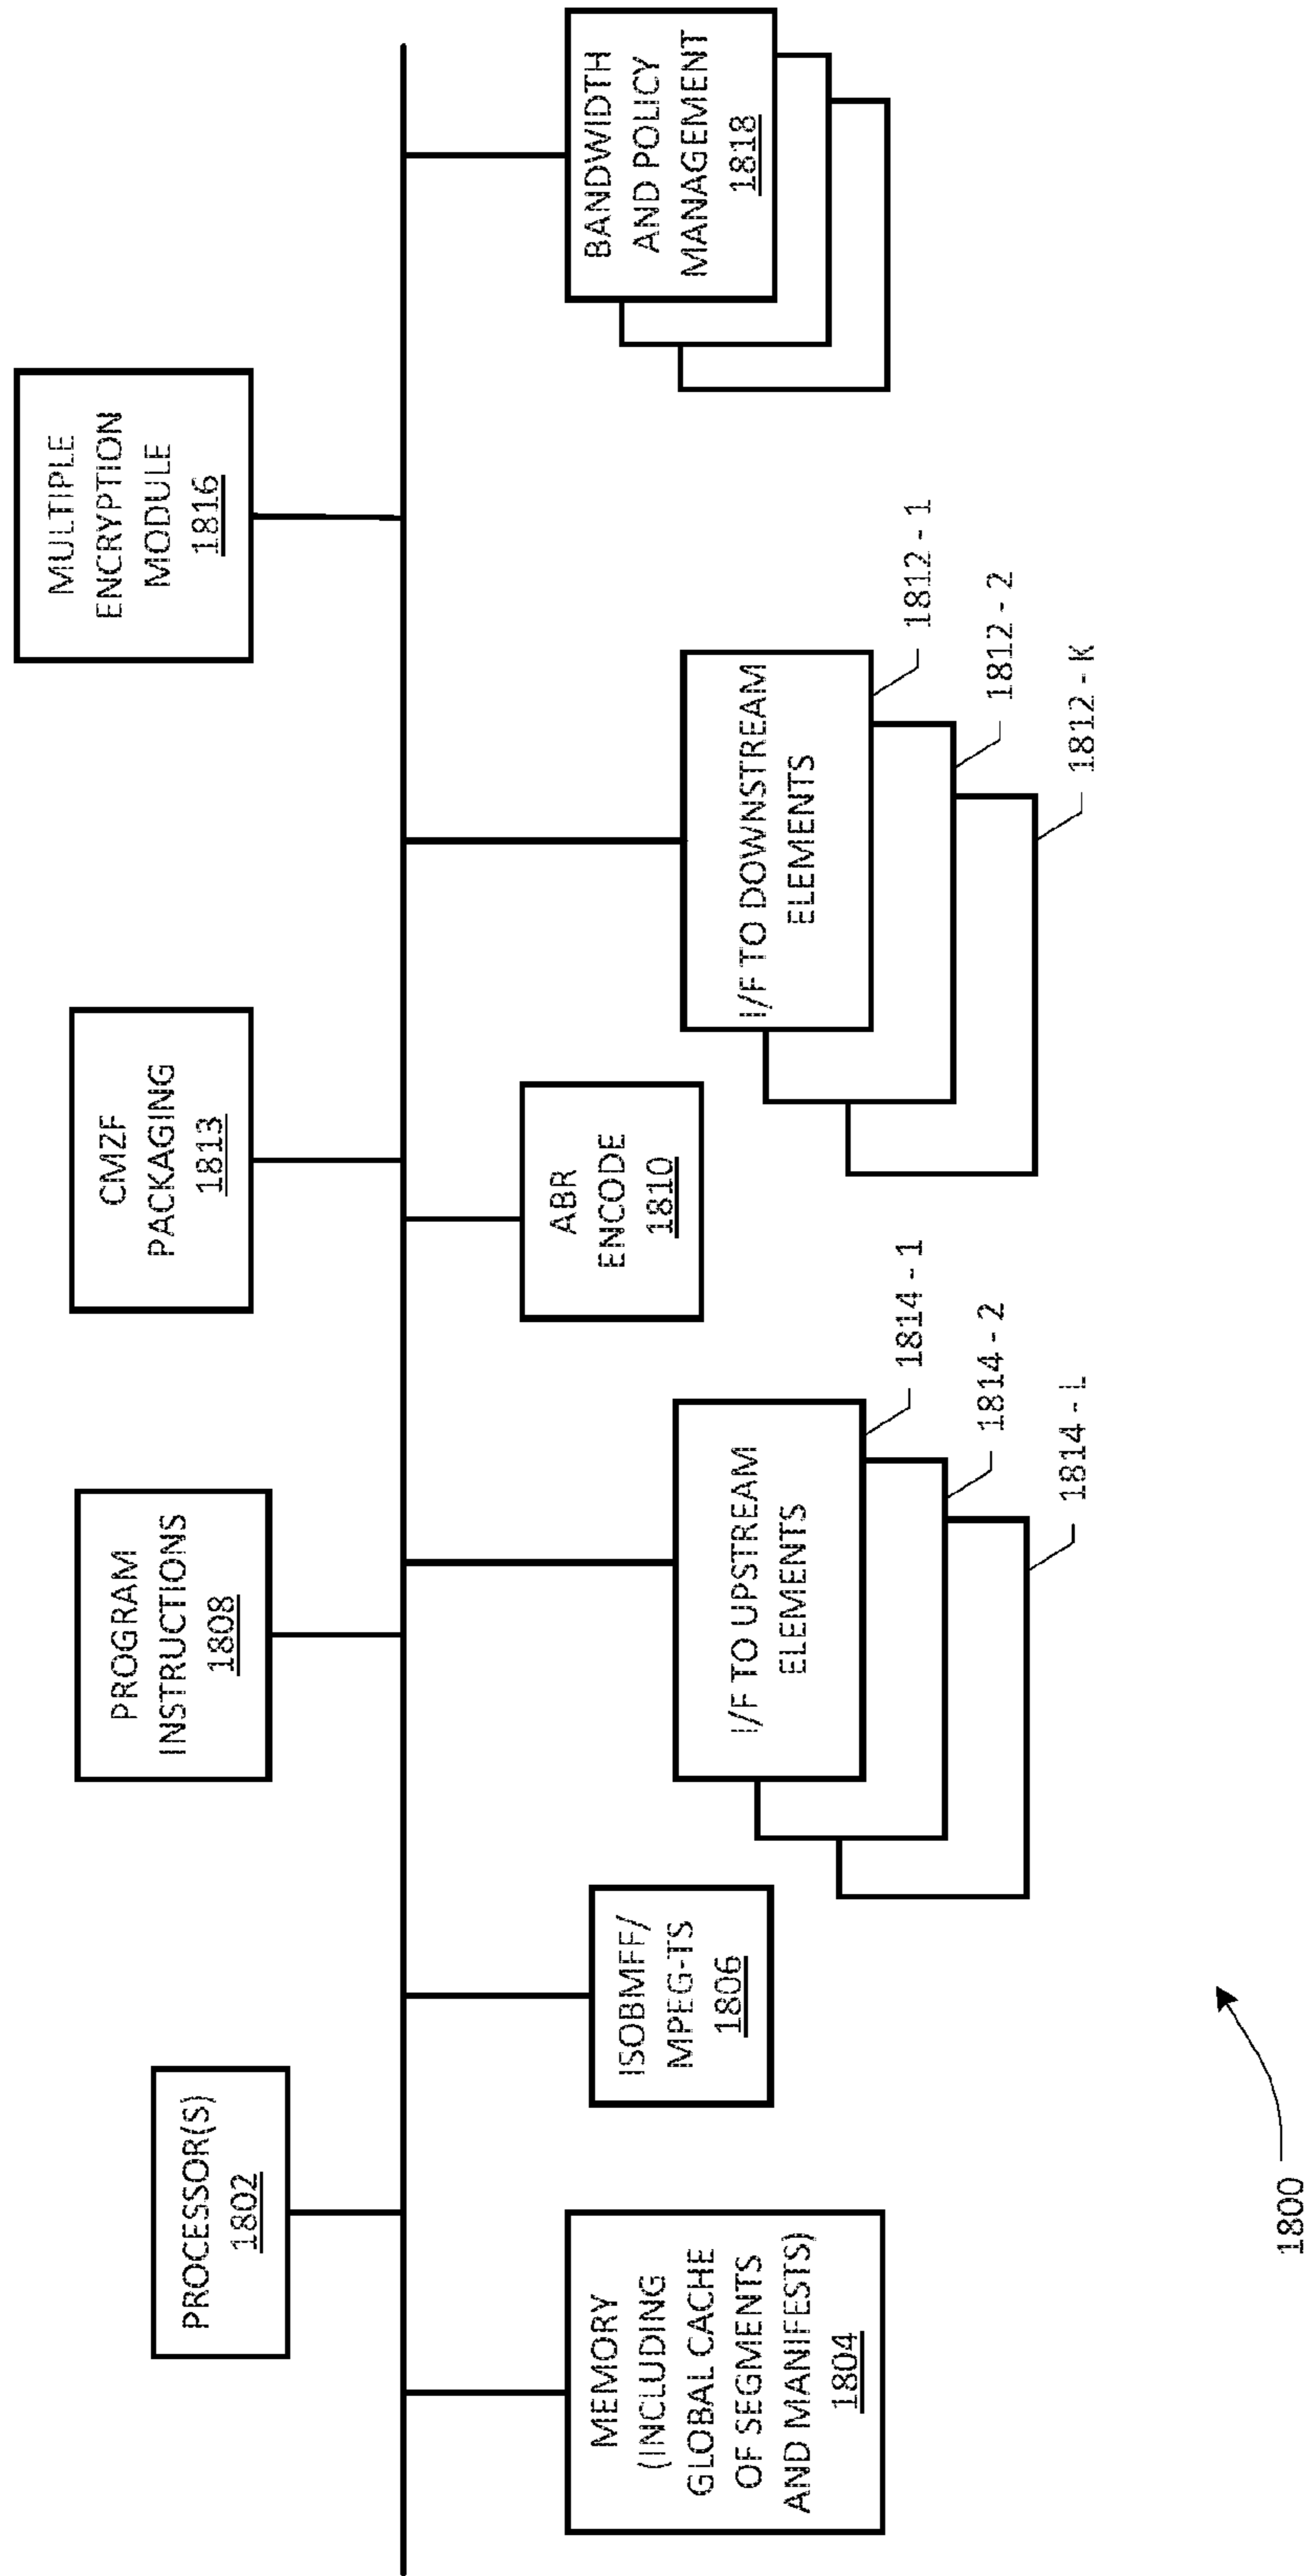 PROCESSOR(S)
1802
PROGRAM
INSTRUCTIONS
1808
CMZF
PACKAGING
1813
MULTIPLE
ENCRYPTION
MODULE
1816
MEMORY
(INCLUDING
GLOBAL CACHE
OF SEGMENTS
AND MANIFESTS)
1804
ISOBMFF/
MPEG-TS
1806
I/F TO UPSTREAM
ELEMENTS
1814 - 1
1814 - 2
1814 - L
ABR
ENCODE
1810
I/F TO DOWNSTREAM
ELEMENTS
1812 - 1
1812 - 2
1812 - K
BANDWIDTH
AND POLICY
MANAGEMENT
1818
1800